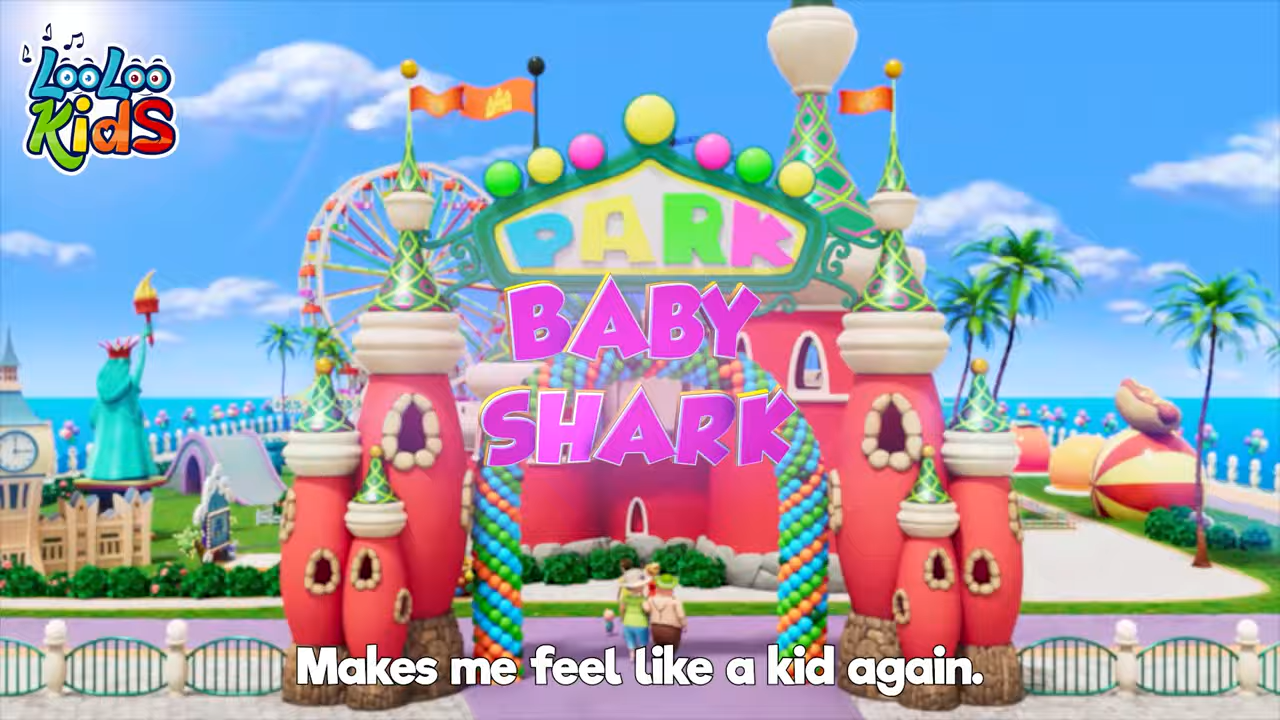 LooLoo
KidS
PARK
BABY
SHARK
Makes me feel like a kid again.